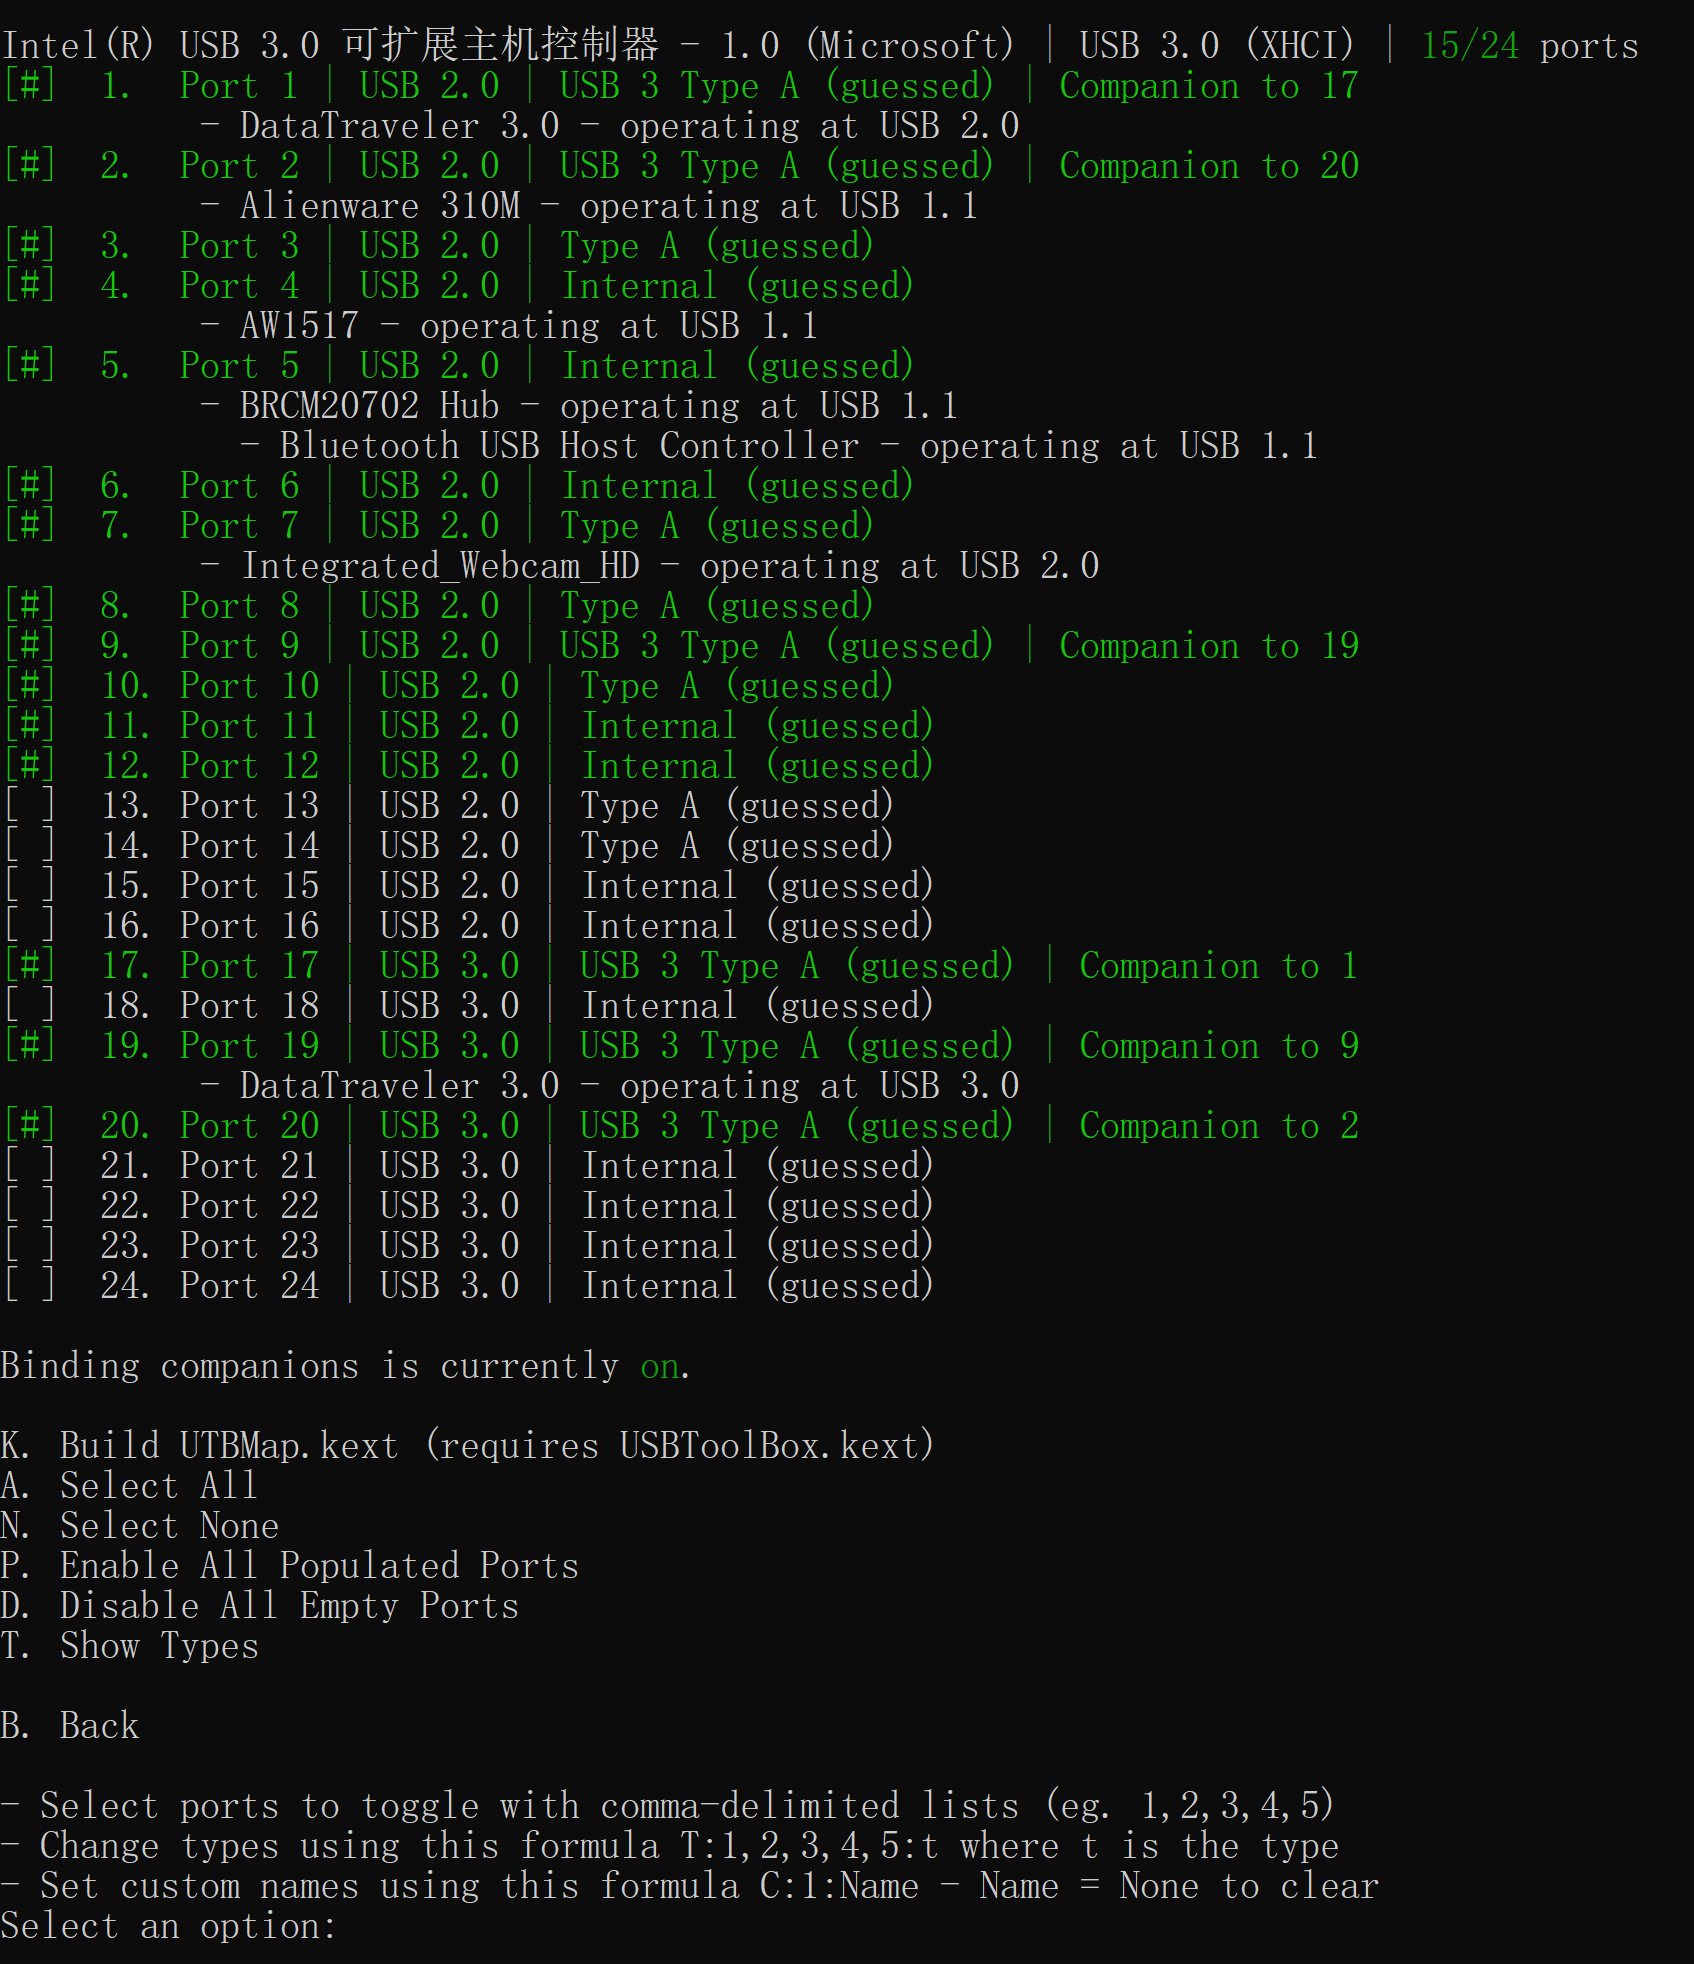 Intel(R) USB 3.0 可扩展主机控制器 - 1.0 (Microsoft) | USB 3.0 (XHCI) | 15/24 ports
[#] 1. Port 1 | USB 2.0 | USB 3 Type A (guessed) | Companion to 17
- DataTraveler 3.0 - operating at USB 2.0
[#] 2. Port 2 | USB 2.0 | USB 3 Type A (guessed) | Companion to 20
- Alienware 310M - operating at USB 1.1
[#] 3. Port 3 | USB 2.0 | Type A (guessed)
[#] 4. Port 4 | USB 2.0 | Internal (guessed)
- AW1517 - operating at USB 1.1
[#] 5. Port 5 | USB 2.0 | Internal (guessed)
- BRCM20702 Hub - operating at USB 1.1
- Bluetooth USB Host Controller - operating at USB 1.1
[#] 6. Port 6 | USB 2.0 | Internal (guessed)
[#] 7. Port 7 | USB 2.0 | Type A (guessed)
- Integrated_Webcam_HD - operating at USB 2.0
[#] 8. Port 8 | USB 2.0 | Type A (guessed)
[#] 9. Port 9 | USB 2.0 | USB 3 Type A (guessed) | Companion to 19
[#] 10. Port 10 | USB 2.0 | Type A (guessed)
[#] 11. Port 11 | USB 2.0 | Internal (guessed)
[#] 12. Port 12 | USB 2.0 | Internal (guessed)
[ ] 13. Port 13 | USB 2.0 | Type A (guessed)
[ ] 14. Port 14 | USB 2.0 | Type A (guessed)
[ ] 15. Port 15 | USB 2.0 | Internal (guessed)
[ ] 16. Port 16 | USB 2.0 | Internal (guessed)
[#] 17. Port 17 | USB 3.0 | USB 3 Type A (guessed) | Companion to 1
[ ] 18. Port 18 | USB 3.0 | Internal (guessed)
[#] 19. Port 19 | USB 3.0 | USB 3 Type A (guessed) | Companion to 9
- DataTraveler 3.0 - operating at USB 3.0
[#] 20. Port 20 | USB 3.0 | USB 3 Type A (guessed) | Companion to 2
[ ] 21. Port 21 | USB 3.0 | Internal (guessed)
[ ] 22. Port 22 | USB 3.0 | Internal (guessed)
[ ] 23. Port 23 | USB 3.0 | Internal (guessed)
[ ] 24. Port 24 | USB 3.0 | Internal (guessed)
Binding companions is currently on.
K. Build UTBMap.kext (requires USBToolBox.kext)
A. Select All
N. Select None
P. Enable All Populated Ports
D. Disable All Empty Ports
T. Show Types
B. Back
- Select ports to toggle with comma-delimited lists (eg. 1,2,3,4,5)
- Change types using this formula T:1,2,3,4,5:t where t is the type
- Set custom names using this formula C:1:Name - Name = None to clear
Select an option: